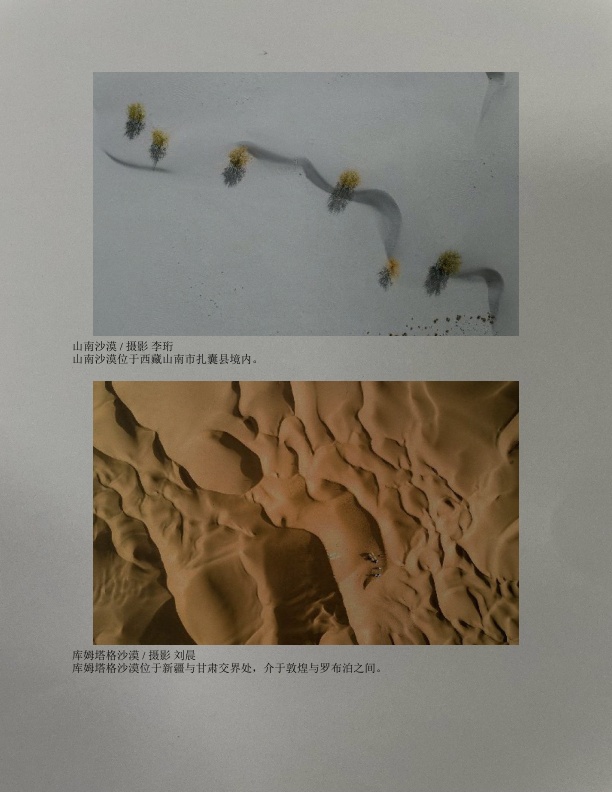 山南沙漠 / 摄影 李珩
山南沙漠位于西藏山南市扎囊县境内。
库姆塔格沙漠 / 摄影 刘晨
库姆塔格沙漠位于新疆与甘肃交界处，介于敦煌与罗布泊之间。